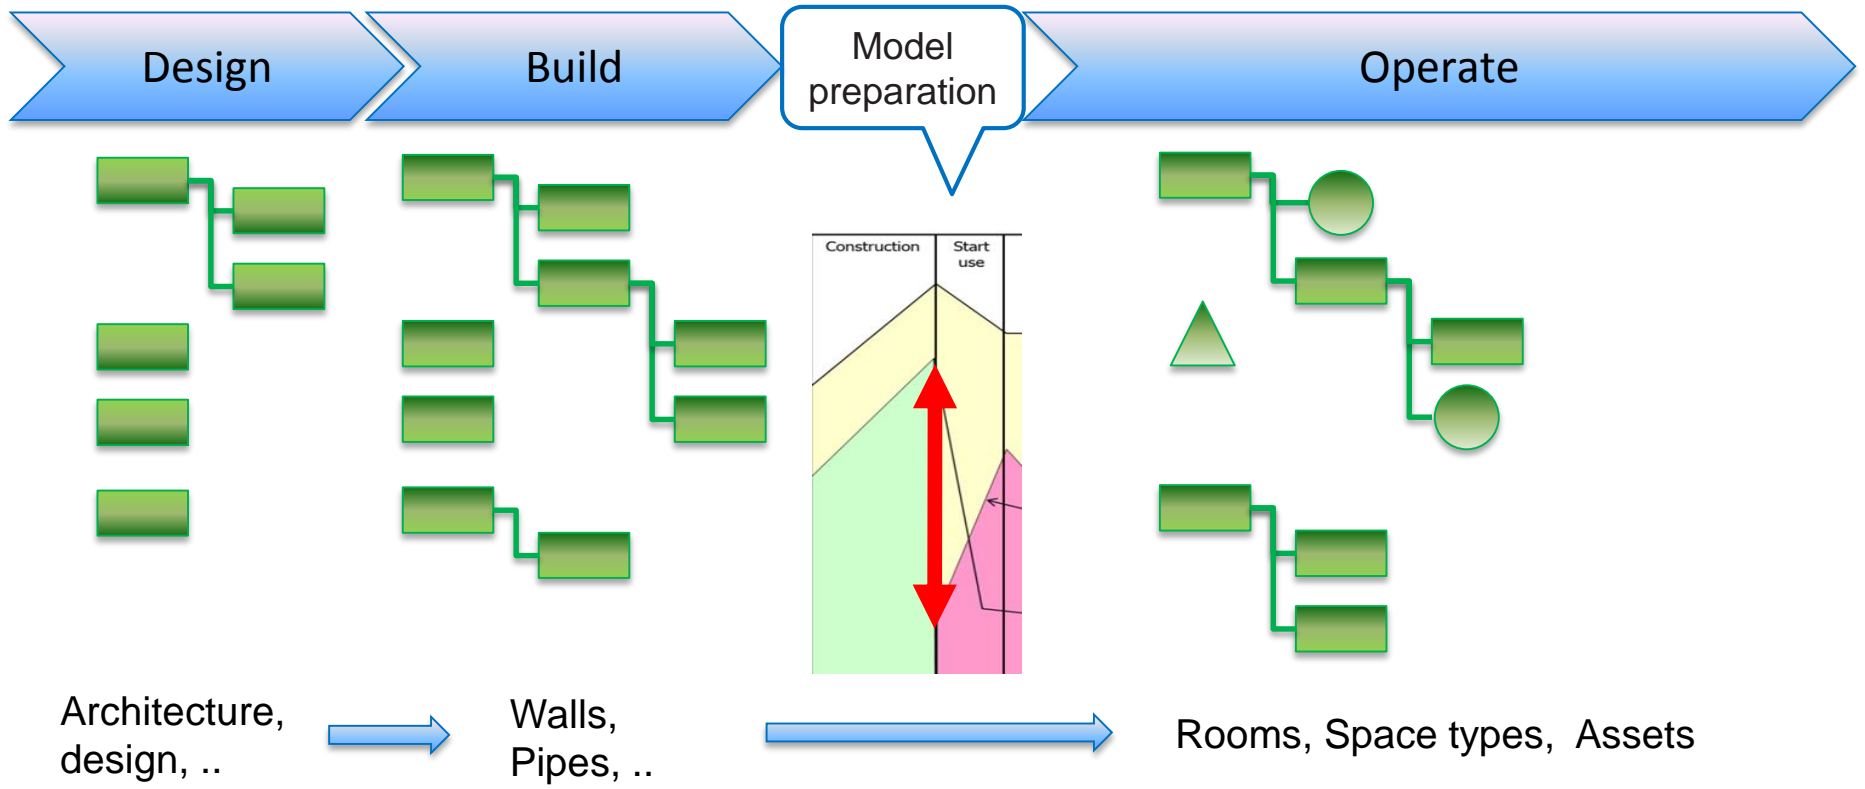 Design
Build
Model
preparation
Operate
Construction
Start
use
Architecture,
design, ..
Walls,
Pipes, ..
Rooms, Space types,  Assets